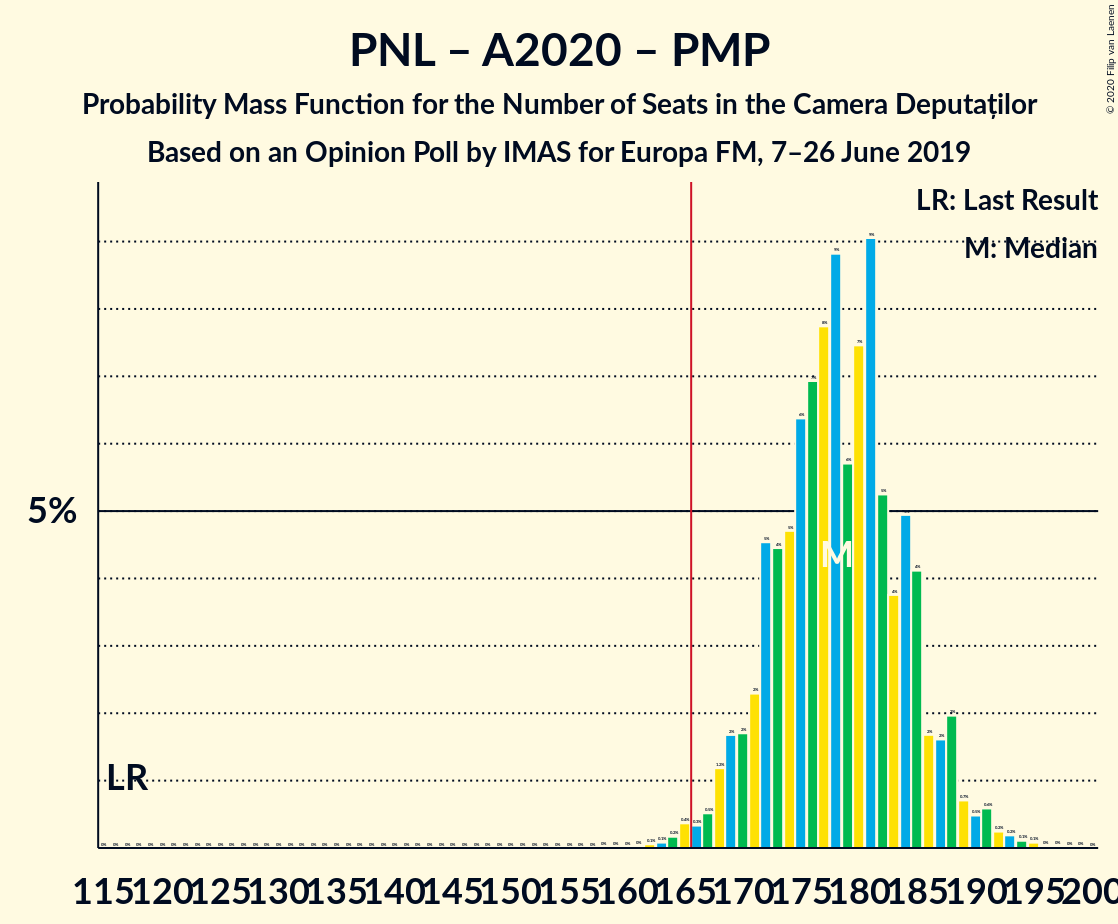 PNL – A2020 – PMP
Probability Mass Function for the Number of Seats in the Camera Deputaților
Based on an Opinion Poll by IMAS for Europa FM, 7–26 June 2019
© 2020 Filip van Laenen
LR: Last Result
M: Median
5%
M
LR
115 120 125 130 135 140 145 150 155 160 165 170 175 180 185 190 195 200